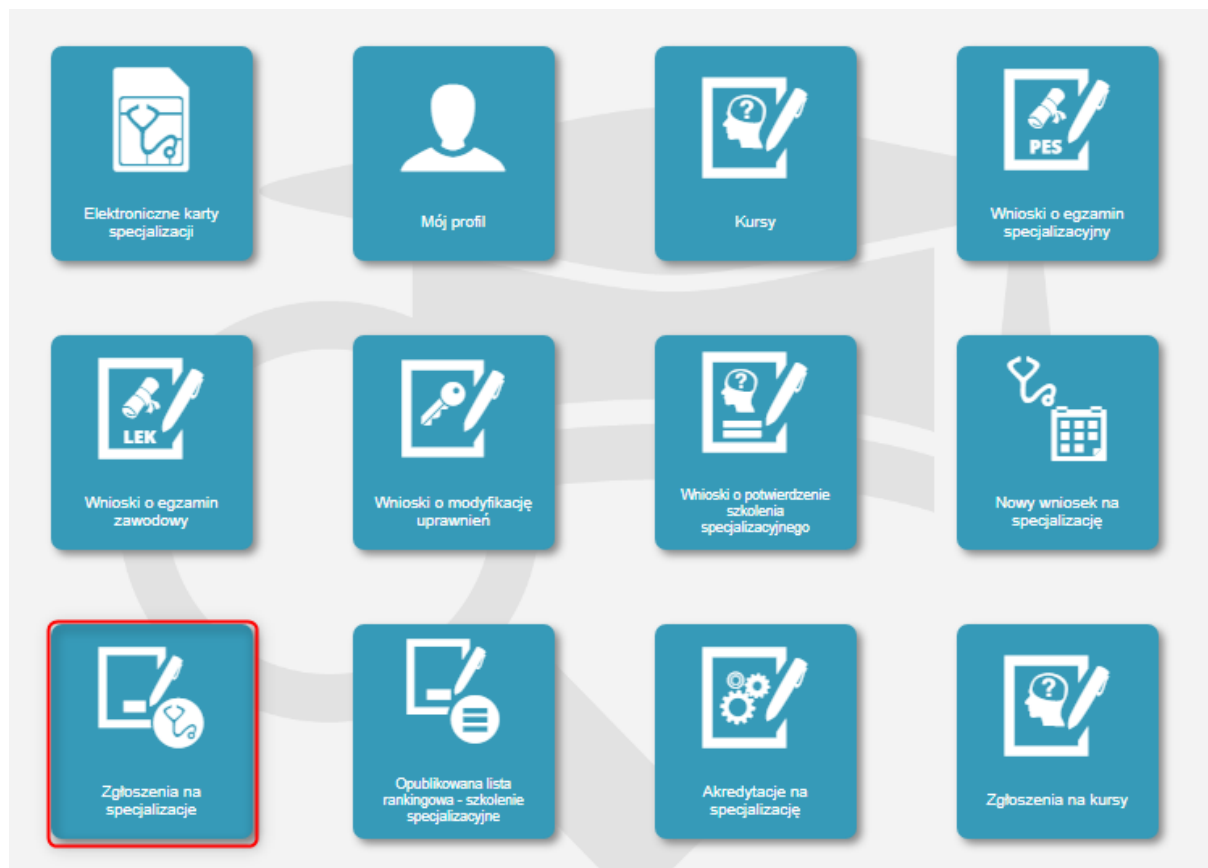 Elektroniczne karty
specjalizacji
Mój profil
?
Kursy
PES
Wnioski o egzamin
specjalizacyjny
LEK
Wnioski o egzamin
zawodowy
Wnioski o modyfikację
uprawnień
?
Wnioski o potwierdzenie
szkolenia
specjalizacyjnego
Nowy wniosek na
specjalizację
Zgłoszenia na
specjalizacje
Opublikowana lista
rankingowa - szkolenie
specjalizacyjne
Akredytacje na
specjalizację
?
Zgłoszenia na kursy